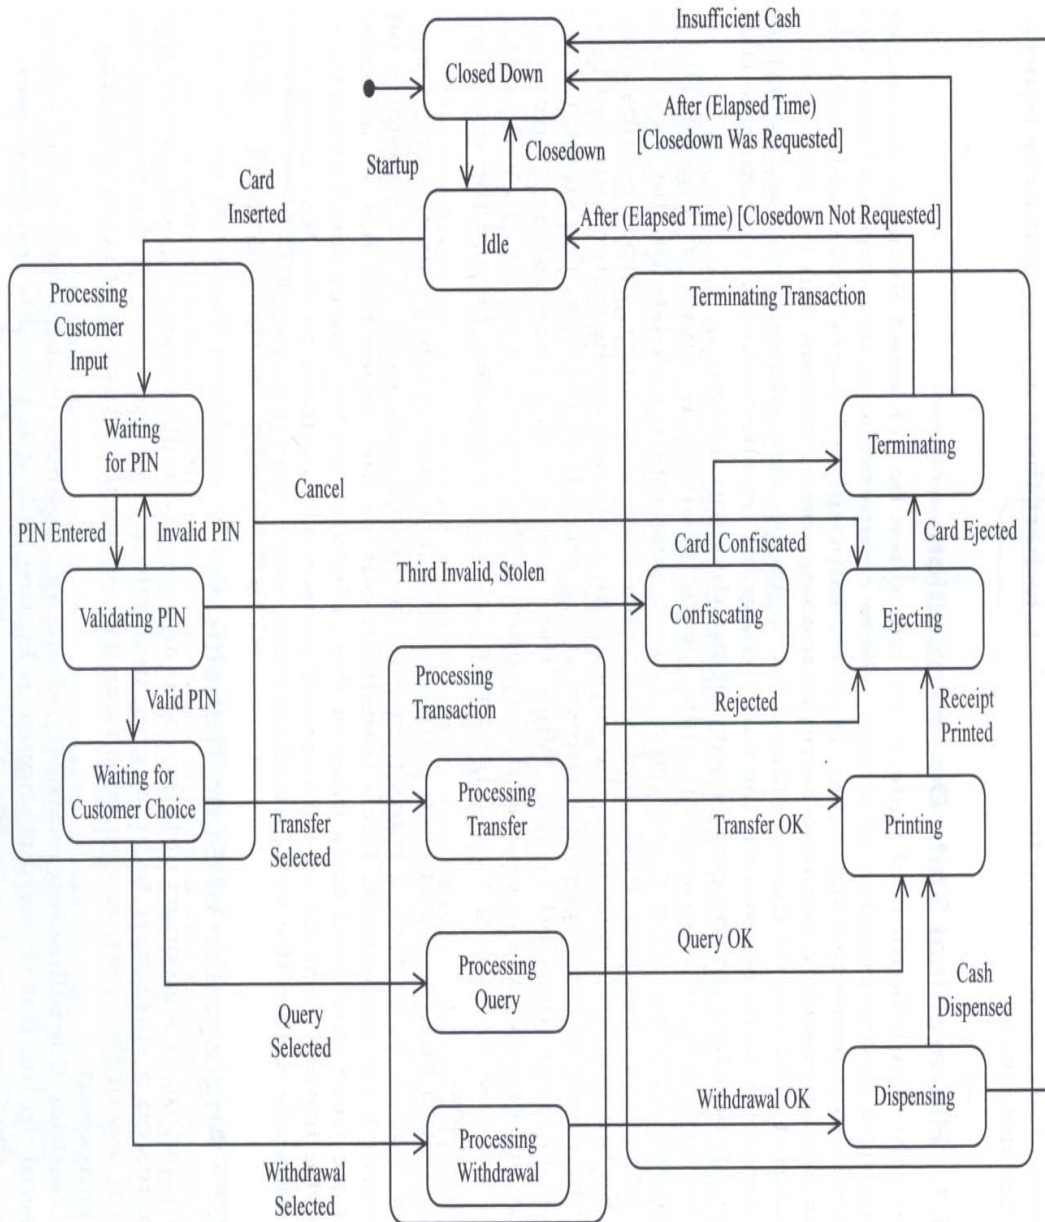 Insufficient Cash
Closed Down
After (Elapsed Time)
[Closedown Was Requested]
Startup
Closedown
Card
Inserted
Idle
After (Elapsed Time) [Closedown Not Requested]
Processing
Customer
Input
Terminating Transaction
Waiting
for PIN
Terminating
Cancel
PIN Entered
Invalid PIN
Card Confiscated
Card Ejected
Third Invalid, Stolen
Validating PIN
Confiscating
Ejecting
Valid PIN
Processing
Transaction
Rejected
Receipt
Printed
Waiting for
Customer Choice
Processing
Transfer
Printing
Transfer
Selected
Transfer OK
Query OK
Processing
Query
Cash
Dispensed
Query
Selected
Withdrawal OK
Dispensing
Processing
Withdrawal
Withdrawal
Selected